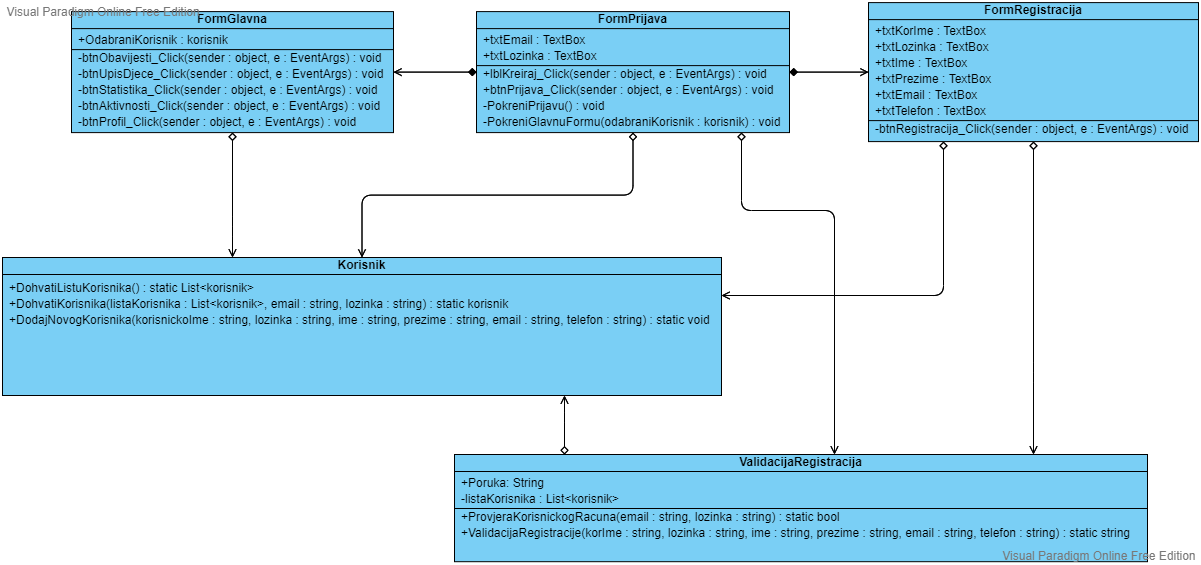 Visual Paradigm Online Free Edition
FormGlavna
+OdabraniKorisnik : korisnik
-btnObavijesti_Click(sender : object, e : EventArgs) : void
-btnUpisDjece_Click(sender : object, e : EventArgs) : void
-btnStatistika_Click(sender : object, e : EventArgs) : void
-btnAktivnosti_Click(sender : object, e : EventArgs) : void
-btnProfil_Click(sender : object, e : EventArgs) : void
FormPrijava
+txtEmail : TextBox
+txtLozinka : TextBox
+lblKreiraj_Click(sender : object, e : EventArgs) : void
+btnPrijava_Click(sender : object, e : EventArgs) : void
-PokreniPrijavu() : void
-PokreniGlavnuFormu(odabraniKorisnik : korisnik) : void
FormRegistracija
+txtKorIme : TextBox
+txtLozinka : TextBox
+txtIme : TextBox
+txtPrezime : TextBox
+txtEmail : TextBox
+txtTelefon : TextBox
-btnRegistracija_Click(sender : object, e : EventArgs) : void
Korisnik
+DohvatiListuKorisnika() : static List<korisnik>
+DohvatiKorisnika(listaKorisnika : List<korisnik>, email : string, lozinka : string) : static korisnik
+DodajNovogKorisnika(korisnickoIme : string, lozinka : string, ime : string, prezime : string, email : string, telefon : string) : static void
ValidacijaRegistracija
+Poruka: String
-listaKorisnika : List<korisnik>
+ProvjeraKorisnickogRacuna(email : string, lozinka : string) : static bool
+ValidacijaRegistracije(korIme : string, lozinka : string, ime : string, prezime : string, email : string, telefon : string) : static string
Visual Paradigm Online Free Edition